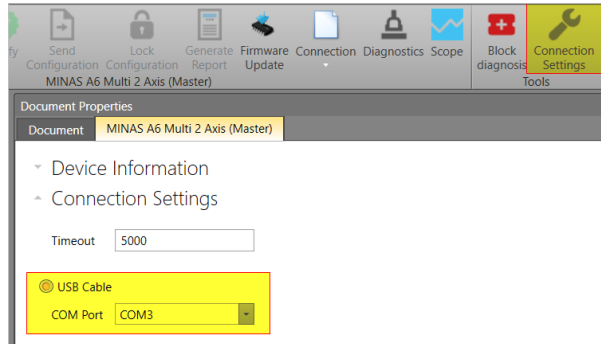 fy Send Configuration Lock Configuration Generate Report Firmware Update Connection Diagnostics Scope Block diagnosis Connection Settings
MINAS A6 Multi 2 Axis (Master) Tools
Document Properties
Document MINAS A6 Multi 2 Axis (Master)
Device Information
Connection Settings
Timeout 5000
USB Cable
COM Port COM3